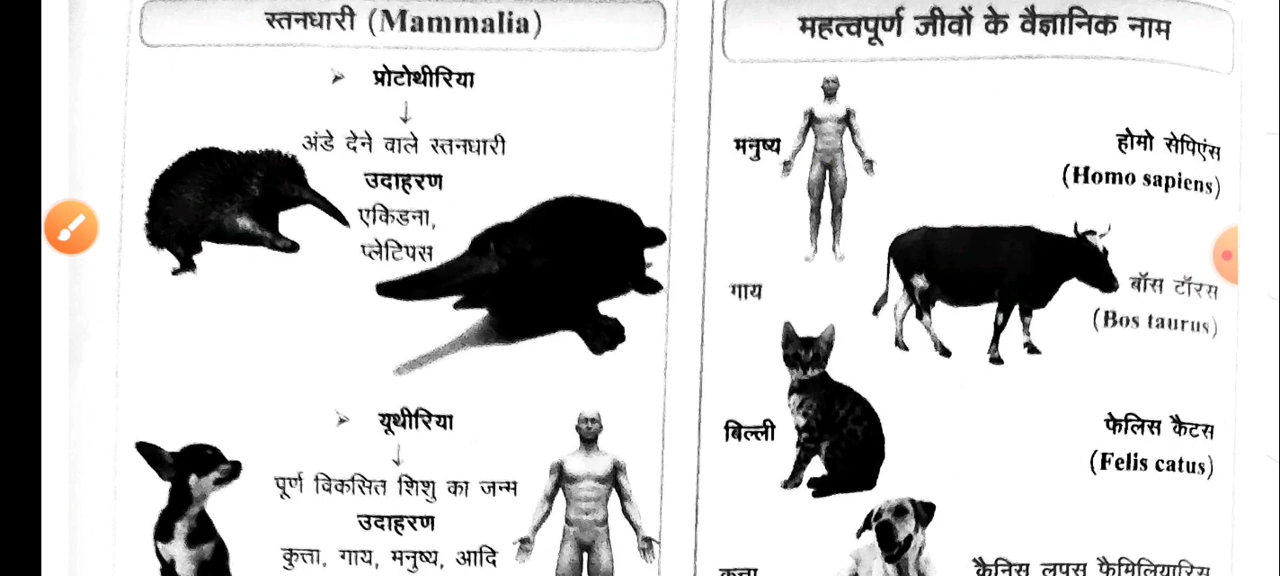 स्तनधारी (Mammalia)
➢ प्रोटोथीरिया
↓
अंडे देने वाले स्तनधारी
उदाहरण
एकिडना,
प्लेटिपस
➢ यूथीरिया
↓
पूर्ण विकसित शिशु का जन्म
उदाहरण
कुत्ता, गाय, मनुष्य, आदि
महत्वपूर्ण जीवों के वैज्ञानिक नाम
मनुष्य
होमो सेपिएंस
(Homo sapiens)
गाय
बॉस टॉरस
(Bos taurus)
बिल्ली
फेलिस कैटस
(Felis catus)
कुत्ता
कैनिस लुपस फैमिलियारिस